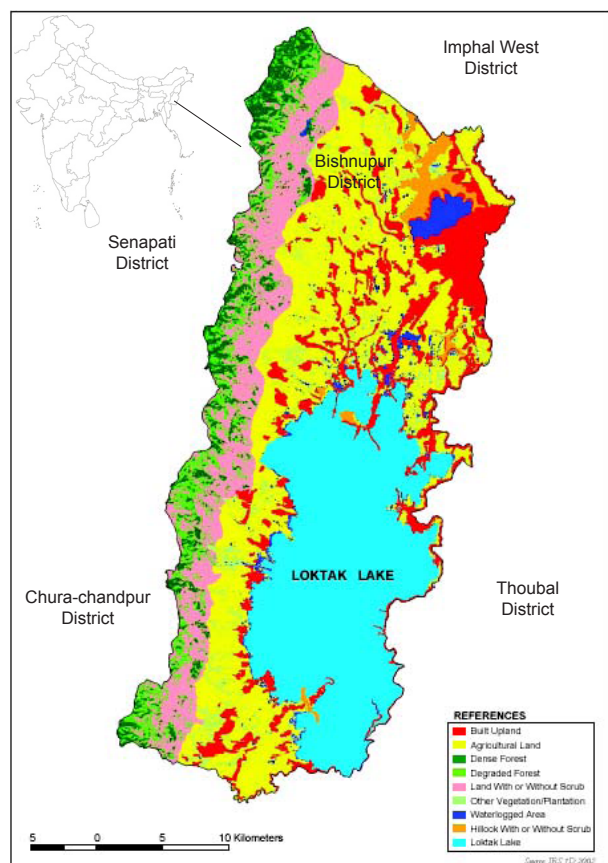 Imphal West
District
Bishnupur
District
Senapati
District
LOKTAK LAKE
Chura-chandpur
District
Thoubal
District
REFERENCES
Built Upland
Agricultural Land
Dense Forest
Degraded Forest
Land With or Without Scrub
Other Vegetation/Plantation
Waterlogged Area
Hillock With or Without Scrub
Loktak Lake
5 0 5 10 Kilometers